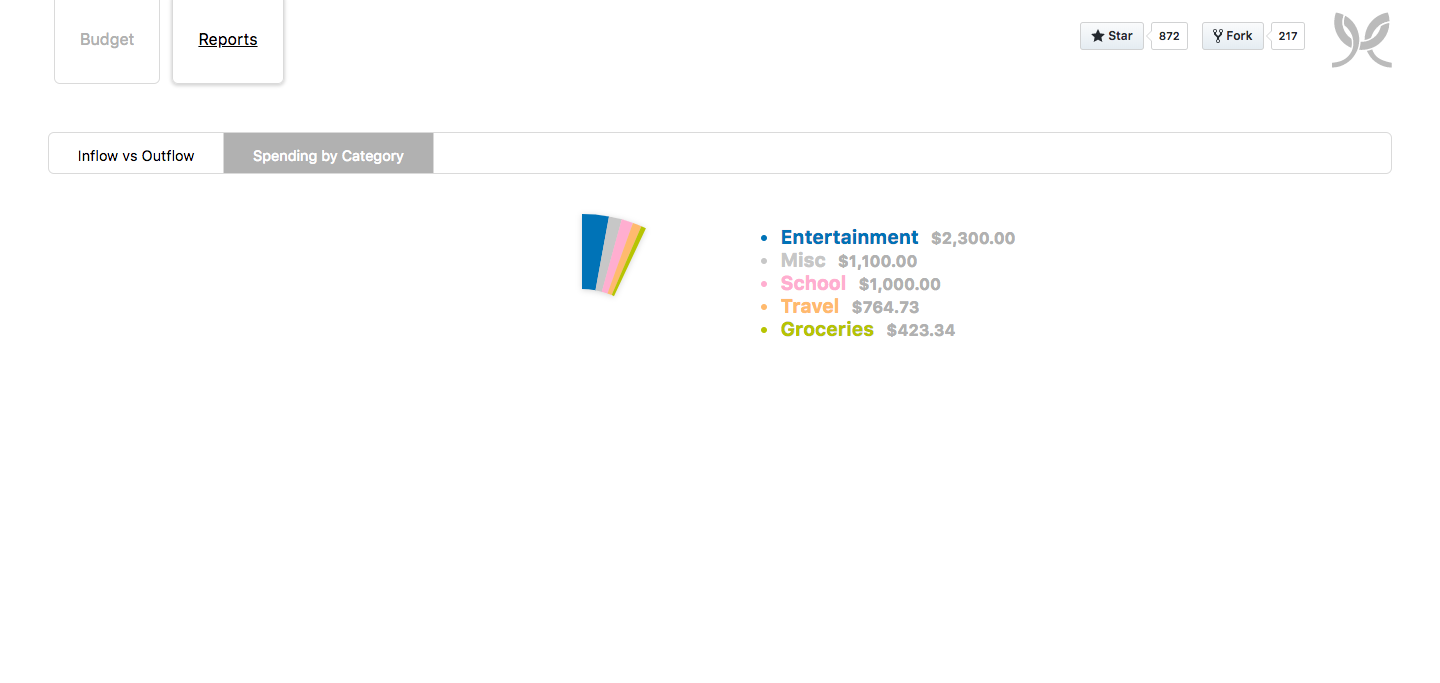 Budget
Reports
Star 872 Fork 217
Inflow vs Outflow Spending by Category
• Entertainment $2,300.00
• Misc $1,100.00
• School $1,000.00
• Travel $764.73
• Groceries $423.34